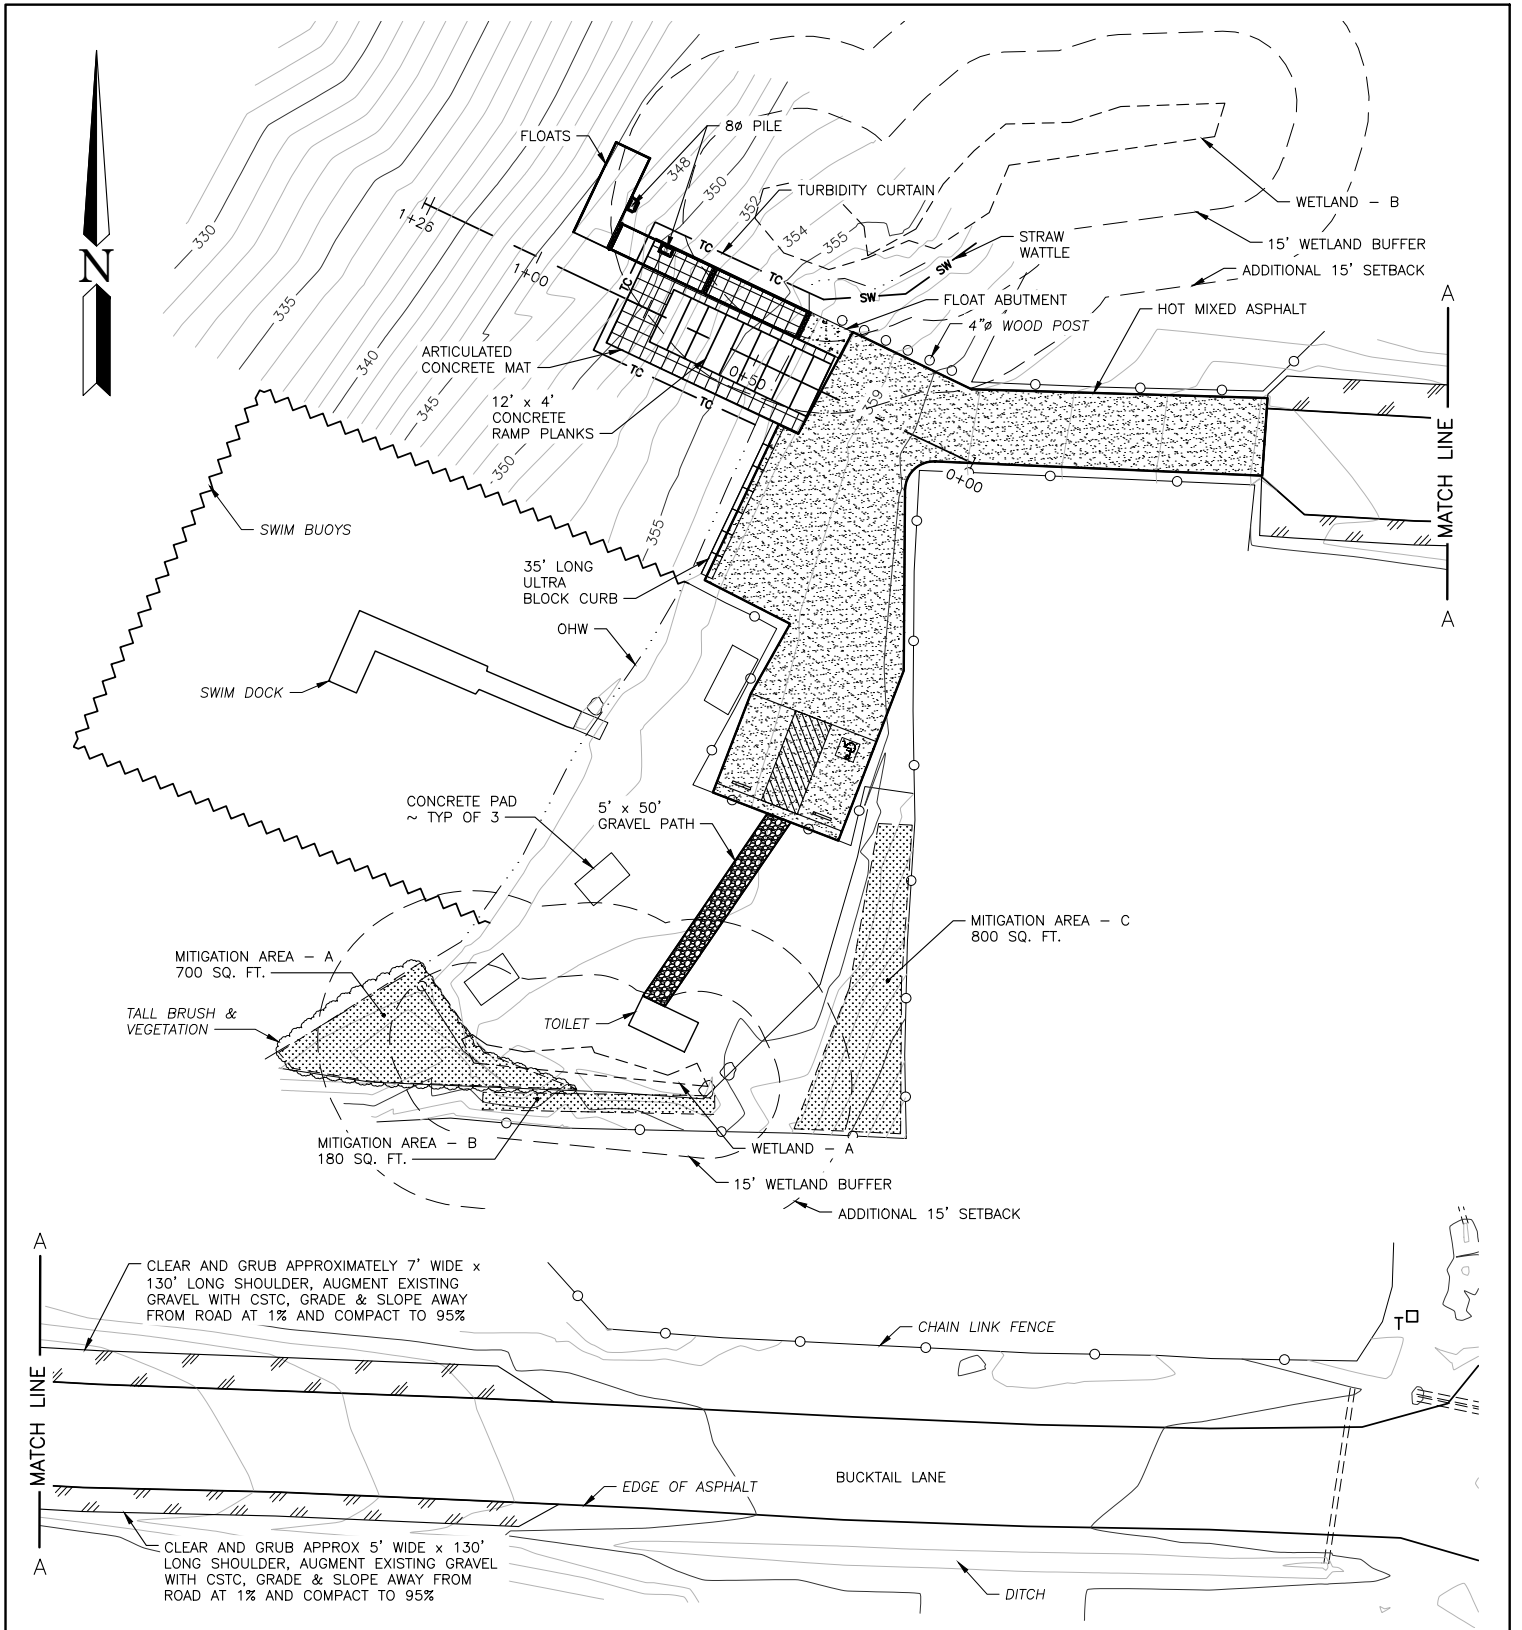 FLOATS
8ø PILE
348
350
352
354
355
TURBIDITY CURTAIN
WETLAND - B
15' WETLAND BUFFER
ADDITIONAL 15' SETBACK
STRAW
WATTLE
SW
SW
FLOAT ABUTMENT
4"ø WOOD POST
HOT MIXED ASPHALT
N
330
335
340
345
350
355
1+26
1+00
0+50
0+00
359
TC
TC
TC
TC
TC
TC
ARTICULATED
CONCRETE MAT
12' x 4'
CONCRETE
RAMP PLANKS
A
MATCH LINE
A
SWIM BUOYS
35' LONG
ULTRA
BLOCK CURB
OHW
SWIM DOCK
CONCRETE PAD
~ TYP OF 3
5' x 50'
GRAVEL PATH
MITIGATION AREA - C
800 SQ. FT.
MITIGATION AREA - A
700 SQ. FT.
TALL BRUSH &
VEGETATION
TOILET
MITIGATION AREA - B
180 SQ. FT.
WETLAND - A
15' WETLAND BUFFER
ADDITIONAL 15' SETBACK
A
MATCH LINE
A
CLEAR AND GRUB APPROXIMATELY 7' WIDE x
130' LONG SHOULDER, AUGMENT EXISTING
GRAVEL WITH CSTC, GRADE & SLOPE AWAY
FROM ROAD AT 1% AND COMPACT TO 95%
CHAIN LINK FENCE
T
EDGE OF ASPHALT
BUCKTAIL LANE
CLEAR AND GRUB APPROX 5' WIDE x 130'
LONG SHOULDER, AUGMENT EXISTING GRAVEL
WITH CSTC, GRADE & SLOPE AWAY FROM
ROAD AT 1% AND COMPACT TO 95%
DITCH